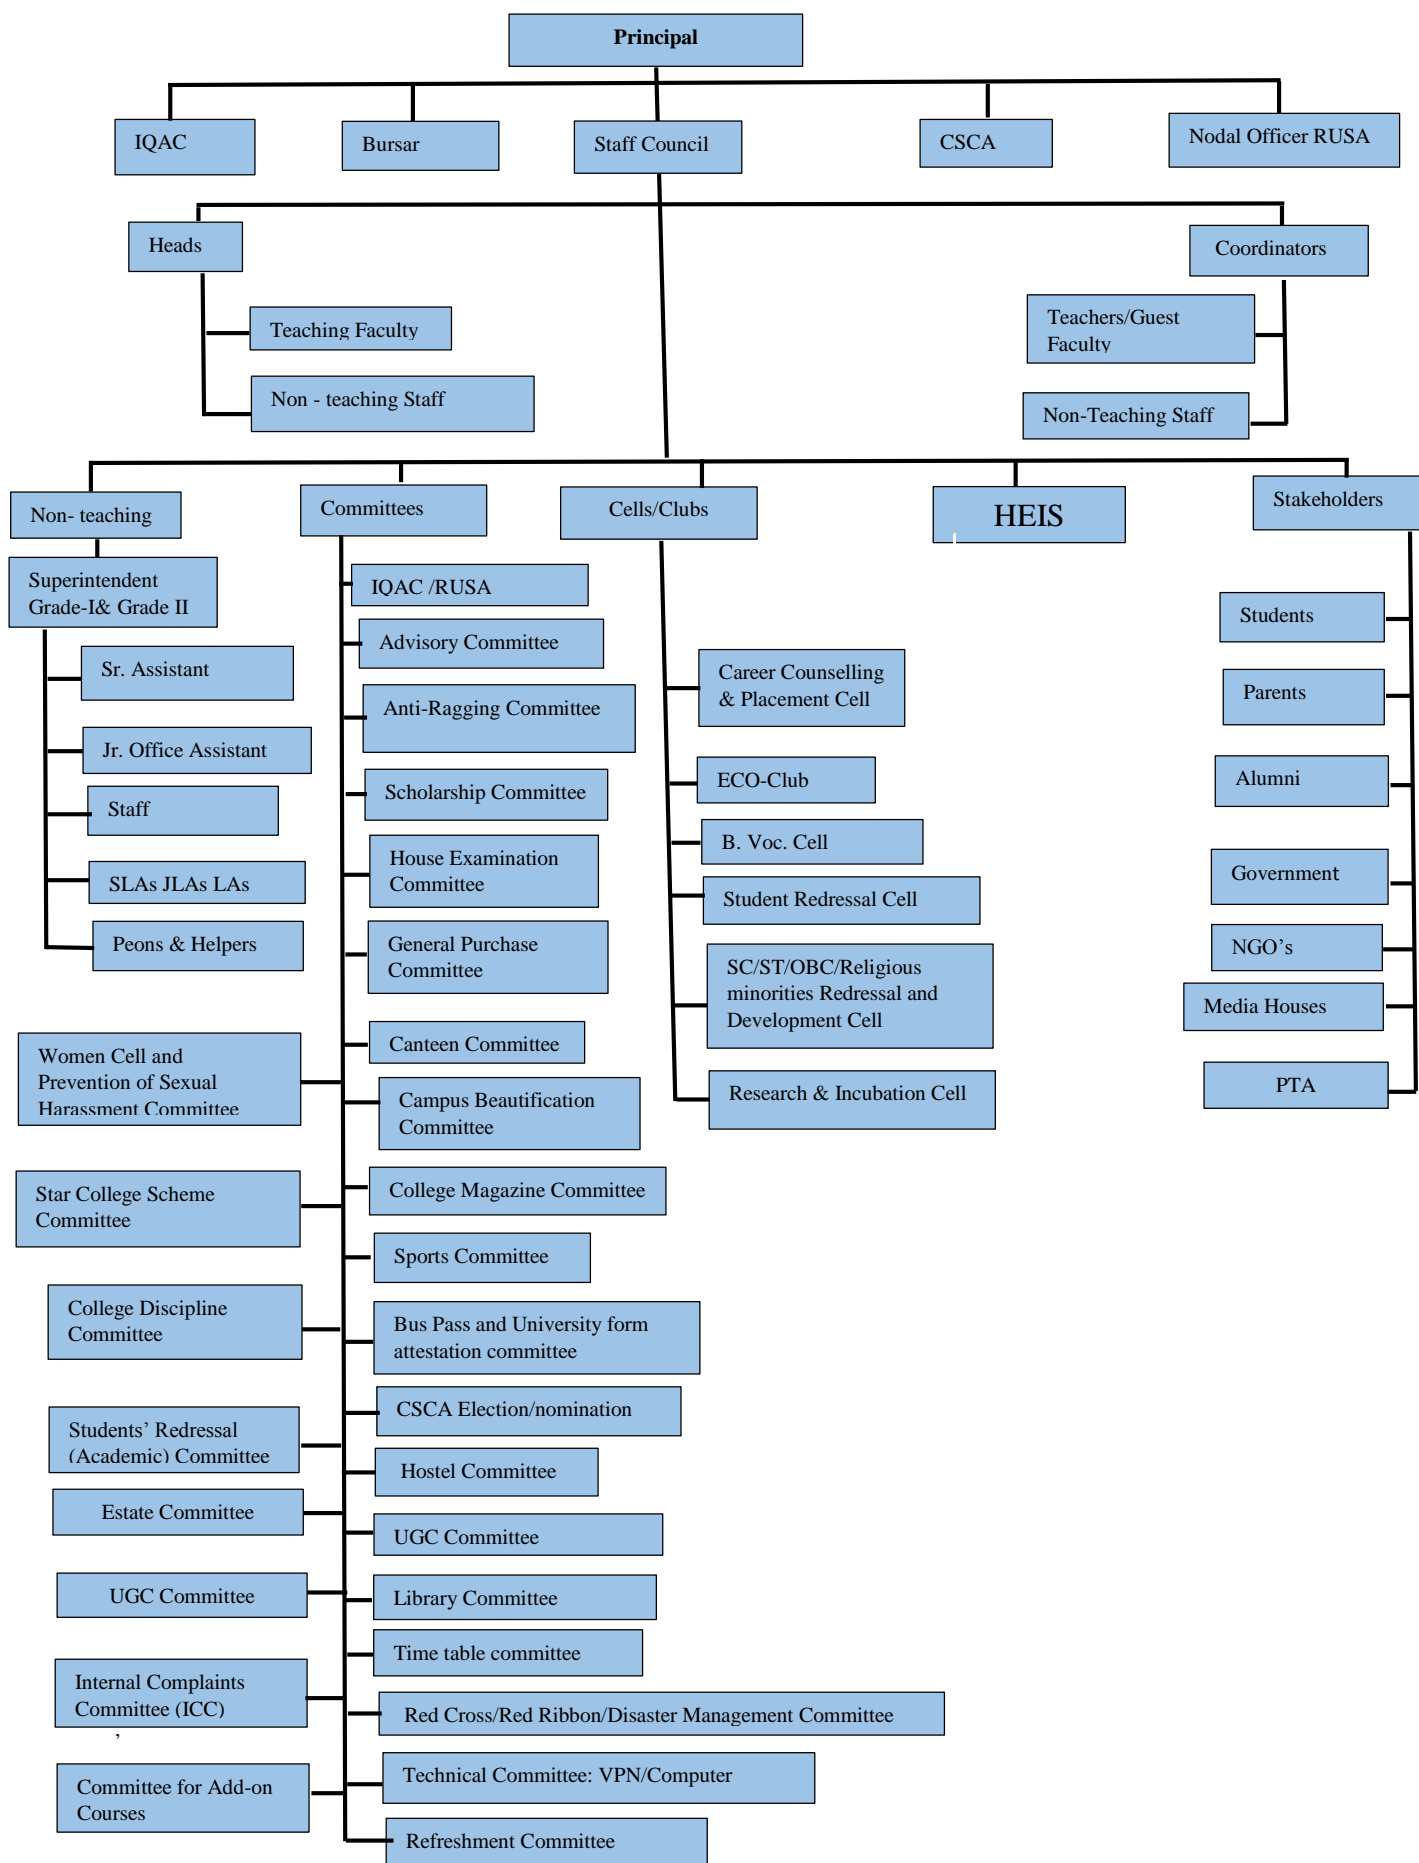 Principal
IQAC
Bursar
Staff Council
CSCA
Nodal Officer RUSA
Heads
Coordinators
Teaching Faculty
Non - teaching Staff
Teachers/Guest
Faculty
Non-Teaching Staff
Non- teaching
Committees
Cells/Clubs
HEIS
Stakeholders
Superintendent
Grade-I& Grade II
Sr. Assistant
Jr. Office Assistant
Staff
SLAs JLAs LAs
Peons & Helpers
IQAC /RUSA
Advisory Committee
Anti-Ragging Committee
Scholarship Committee
House Examination
Committee
General Purchase
Committee
Canteen Committee
Campus Beautification
Committee
College Magazine Committee
Sports Committee
Bus Pass and University form
attestation committee
CSCA Election/nomination
Hostel Committee
UGC Committee
Library Committee
Time table committee
Red Cross/Red Ribbon/Disaster Management Committee
Technical Committee: VPN/Computer
Refreshment Committee
Women Cell and
Prevention of Sexual
Harassment Committee
Star College Scheme
Committee
College Discipline
Committee
Students’ Redressal
(Academic) Committee
Estate Committee
UGC Committee
Internal Complaints
Committee (ICC)
,
Committee for Add-on
Courses
Career Counselling
& Placement Cell
ECO-Club
B. Voc. Cell
Student Redressal Cell
SC/ST/OBC/Religious
minorities Redressal and
Development Cell
Research & Incubation Cell
Students
Parents
Alumni
Government
NGO’s
Media Houses
PTA